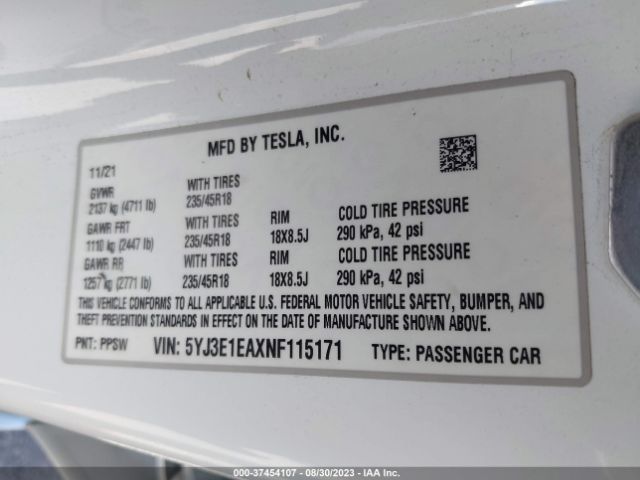 MFD BY TESLA, INC.
11/21
GVWR WITH TIRES
2137 kg (4711 lb) 235/45R18
GAWR FRT WITH TIRES RIM COLD TIRE PRESSURE
1110 kg (2447 lb) 235/45R18 18X8.5J 290 kPa, 42 psi
GAWR RR WITH TIRES RIM COLD TIRE PRESSURE
1257 kg (2771 lb) 235/45R18 18X8.5J 290 kPa, 42 psi
THIS VEHICLE CONFORMS TO ALL APPLICABLE U.S. FEDERAL MOTOR VEHICLE SAFETY, BUMPER, AND
THEFT PREVENTION STANDARDS IN EFFECT ON THE DATE OF MANUFACTURE SHOWN ABOVE.
PNT: PPSW VIN: 5YJ3E1EAXNF115171 TYPE: PASSENGER CAR
000-37454107 - 08/30/2023 - IAA Inc.